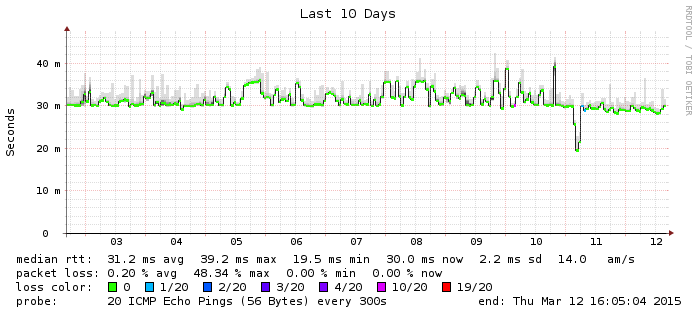 Last 10 Days
RRDTOOL / TOBI OETIKER
Seconds
40 m
30 m
20 m
10 m
0
03 04 05 06 07 08 09 10 11 12
median rtt: 31.2 ms avg 39.2 ms max 19.5 ms min 30.0 ms now 2.2 ms sd 14.0 am/s
packet loss: 0.20 % avg 48.34 % max 0.00 % min 0.00 % now
loss color: 0 1/20 2/20 3/20 4/20 10/20 19/20
probe: 20 ICMP Echo Pings (56 Bytes) every 300s end: Thu Mar 12 16:05:04 2015